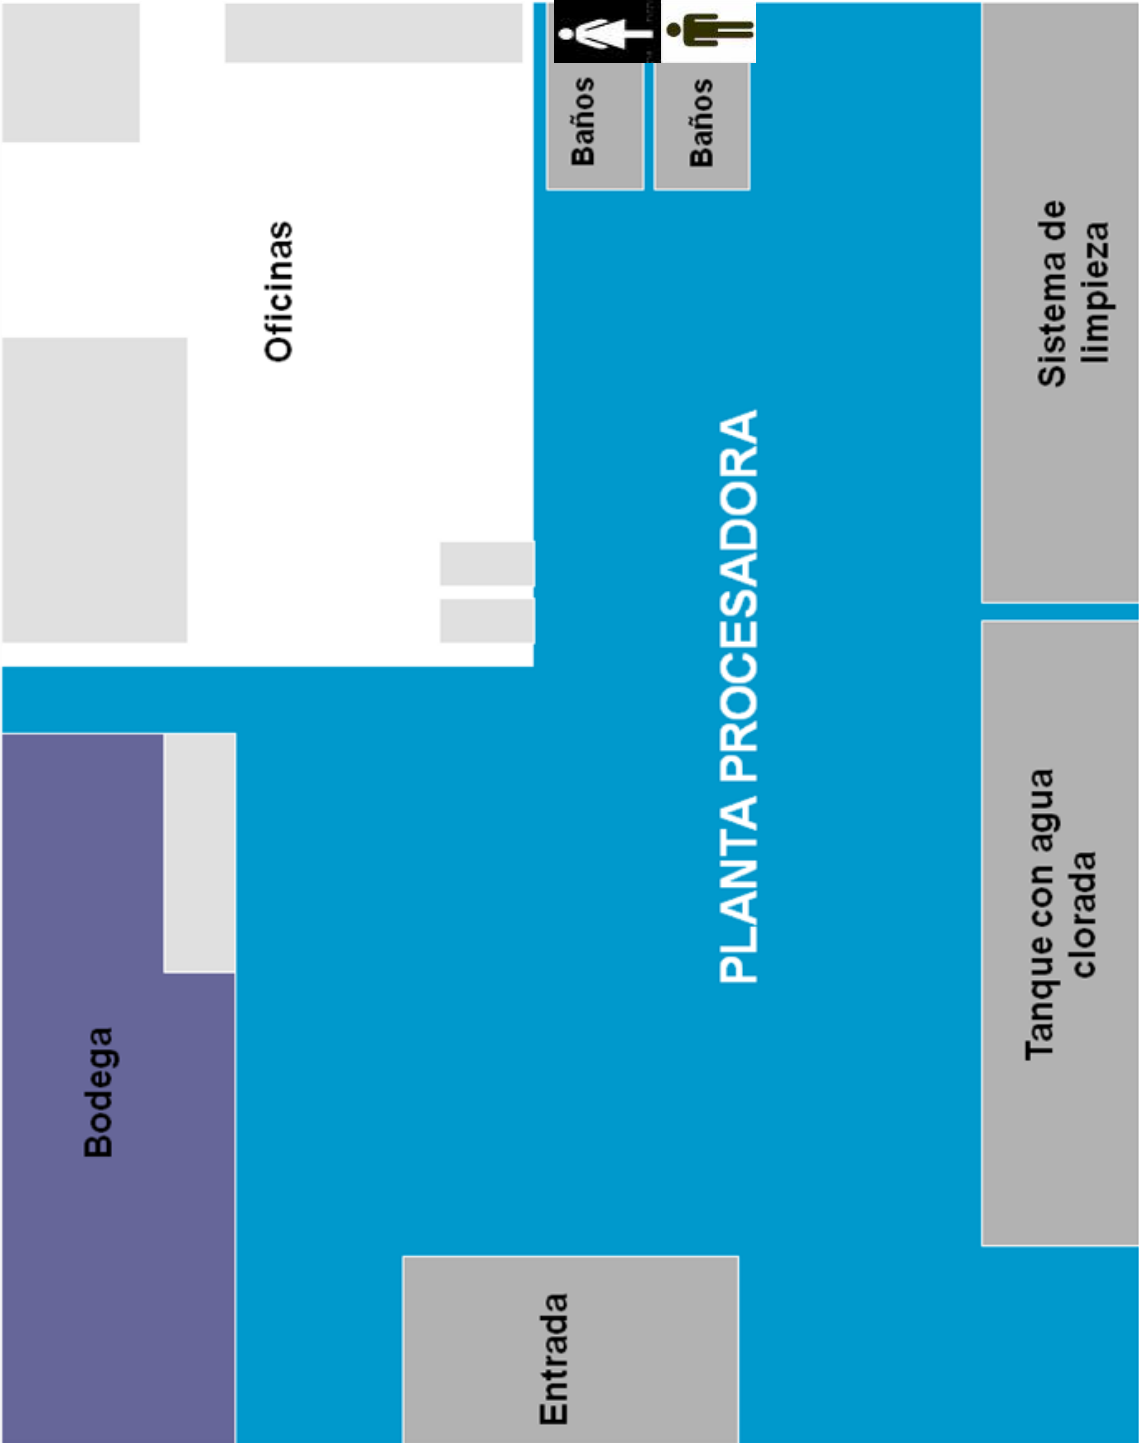 Bodega
Oficinas
Entrada
Baños
Baños
PLANTA PROCESADORA
Tanque con agua
clorada
Sistema de
limpieza